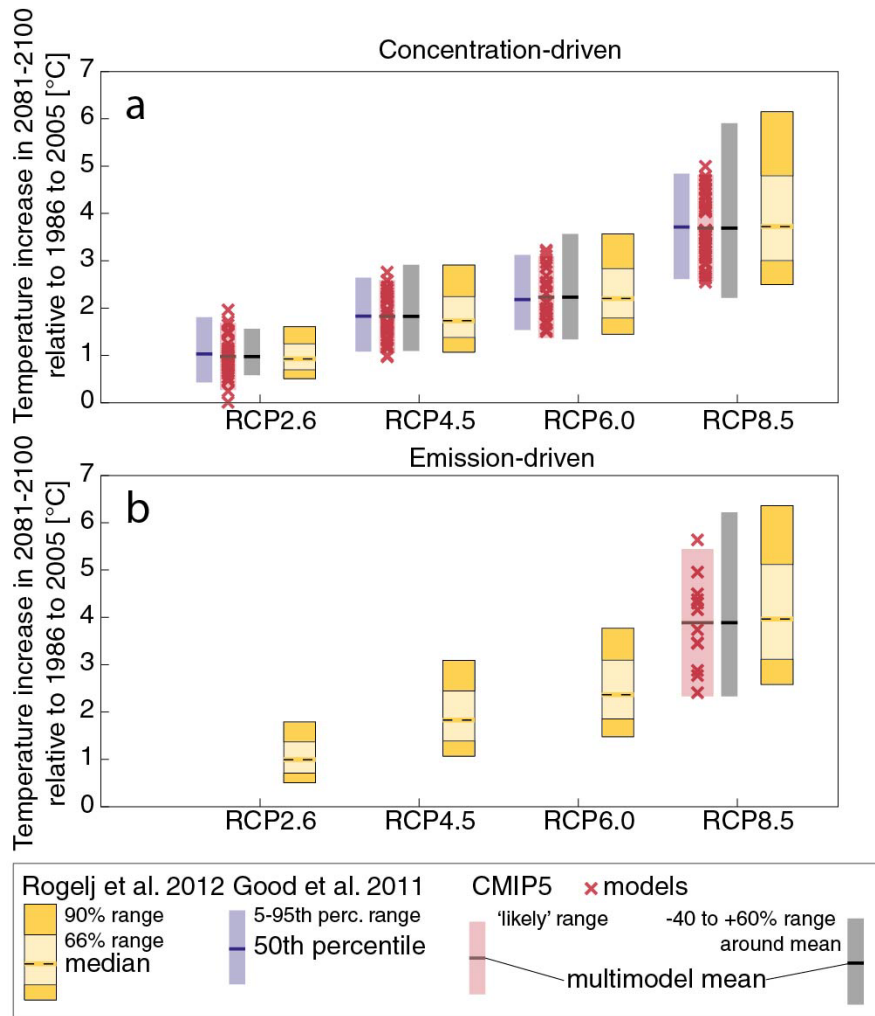 Concentration-driven
Temperature increase in 2081-2100
relative to 1986 to 2005 [°C]
a
7
6
5
4
3
2
1
0
RCP2.6 RCP4.5 RCP6.0 RCP8.5
Emission-driven
Temperature increase in 2081-2100
relative to 1986 to 2005 [°C]
b
7
6
5
4
3
2
1
0
RCP2.6 RCP4.5 RCP6.0 RCP8.5
Rogelj et al. 2012
90% range
66% range
median
Good et al. 2011
5-95th perc. range
50th percentile
CMIP5 models
'likely' range
-40 to +60% range
around mean
multimodel mean